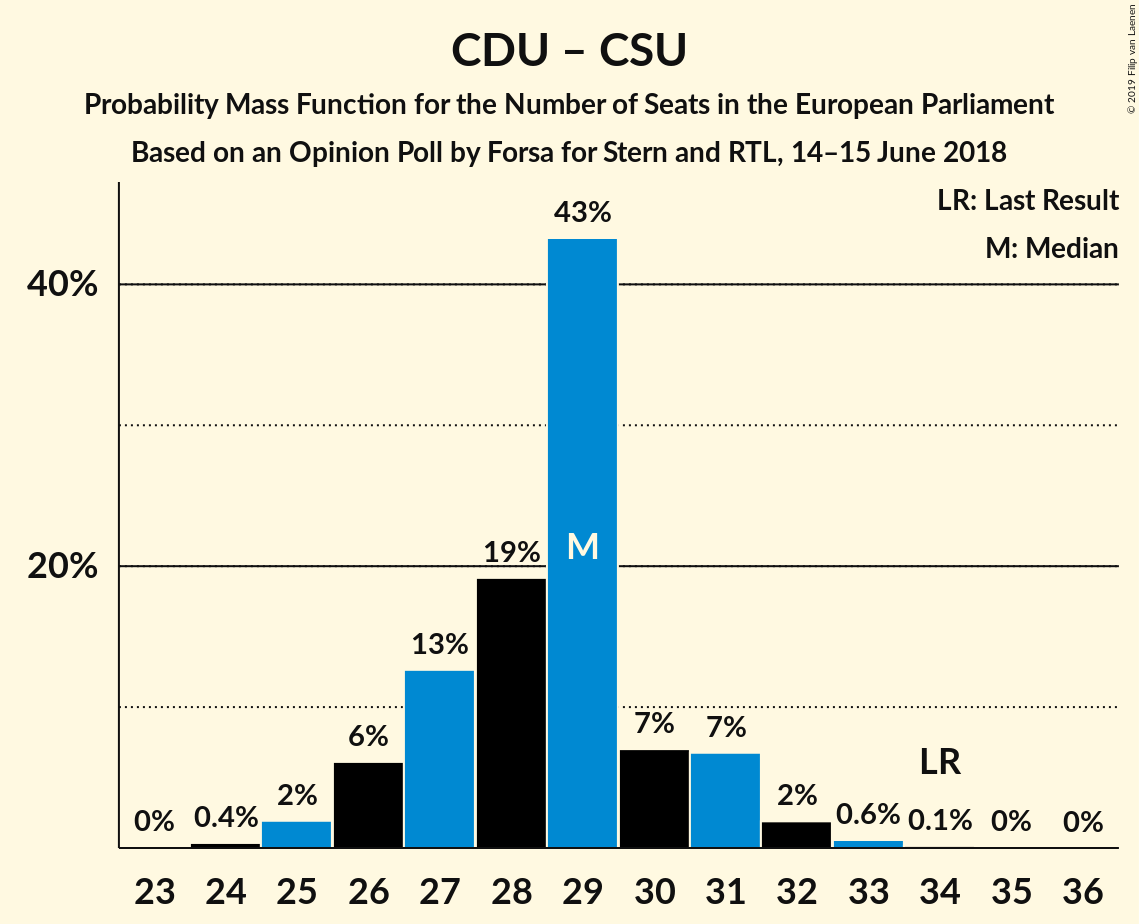 CDU – CSU
Probability Mass Function for the Number of Seats in the European Parliament
Based on an Opinion Poll by Forsa for Stern and RTL, 14–15 June 2018
© 2019 Filip van Laenen
LR: Last Result
M: Median
43%
40%
M
19%
20%
13%
7%
7%
6%
LR
2%
2%
0%
0.4%
0.6%
0.1%
0%
0%
23 24 25 26 27 28 29 30 31 32 33 34 35 36